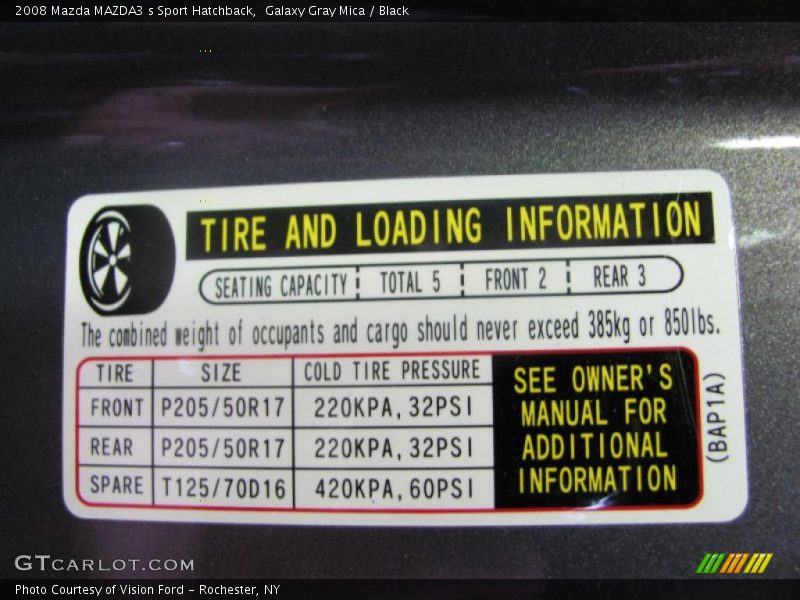 2008 Mazda MAZDA3 s Sport Hatchback,  Galaxy Gray Mica / Black
TIRE AND LOADING INFORMATION
SEATING CAPACITY TOTAL 5 FRONT 2 REAR 3
The combined weight of occupants and cargo should never exceed 385kg or 850lbs.
TIRE SIZE COLD TIRE PRESSURE
FRONT P205/50R17 220KPA,32PSI
REAR P205/50R17 220KPA,32PSI
SPARE T125/70D16 420KPA,60PSI
SEE OWNER'S
MANUAL FOR
ADDITIONAL
INFORMATION
(BAP1A)
GTCARLOT.COM
Photo Courtesy of Vision Ford - Rochester, NY